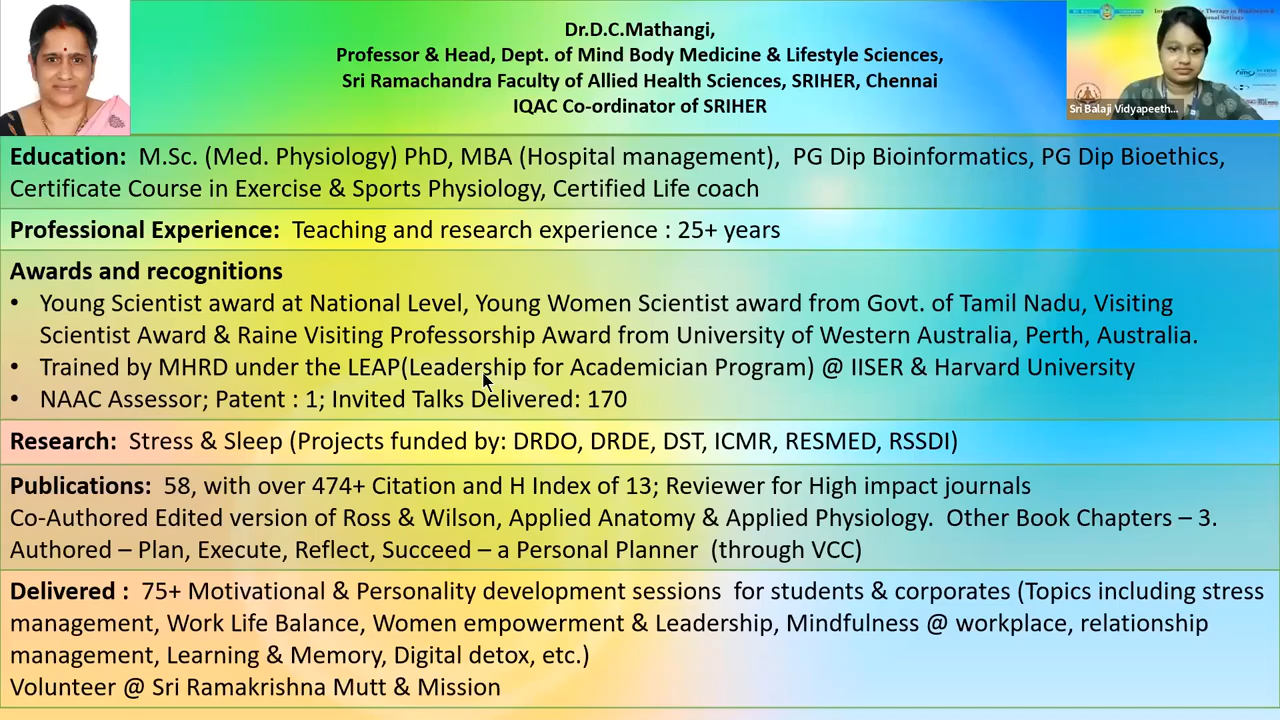 Dr.D.C.Mathangi,
Professor & Head, Dept. of Mind Body Medicine & Lifestyle Sciences,
Sri Ramachandra Faculty of Allied Health Sciences, SRIHER, Chennai
IQAC Co-ordinator of SRIHER
Sri Balaji Vidyapeeth...
Education: M.Sc. (Med. Physiology) PhD, MBA (Hospital management), PG Dip Bioinformatics, PG Dip Bioethics,
Certificate Course in Exercise & Sports Physiology, Certified Life coach
Professional Experience: Teaching and research experience : 25+ years
Awards and recognitions
• Young Scientist award at National Level, Young Women Scientist award from Govt. of Tamil Nadu, Visiting
Scientist Award & Raine Visiting Professorship Award from University of Western Australia, Perth, Australia.
• Trained by MHRD under the LEAP(Leadership for Academician Program) @ IISER & Harvard University
• NAAC Assessor; Patent : 1; Invited Talks Delivered: 170
Research: Stress & Sleep (Projects funded by: DRDO, DRDE, DST, ICMR, RESMED, RSSDI)
Publications: 58, with over 474+ Citation and H Index of 13; Reviewer for High impact journals
Co-Authored Edited version of Ross & Wilson, Applied Anatomy & Applied Physiology. Other Book Chapters – 3.
Authored – Plan, Execute, Reflect, Succeed – a Personal Planner (through VCC)
Delivered : 75+ Motivational & Personality development sessions for students & corporates (Topics including stress
management, Work Life Balance, Women empowerment & Leadership, Mindfulness @ workplace, relationship
management, Learning & Memory, Digital detox, etc.)
Volunteer @ Sri Ramakrishna Mutt & Mission